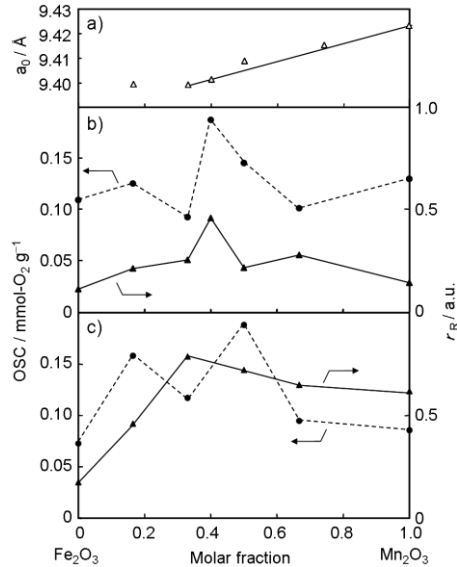 9.43
9.42
9.41
9.40
a₀ / Å
a)
1.0
b)
0.15
0.10
0.5
0.05
0
0
OSC / mmol-O₂ g⁻¹
r_R / a.u.
c)
0.15
0.10
0.5
0.05
0.00
0
0
0.2
0.4
0.6
0.8
1.0
Fe₂O₃
Molar fraction
Mn₂O₃